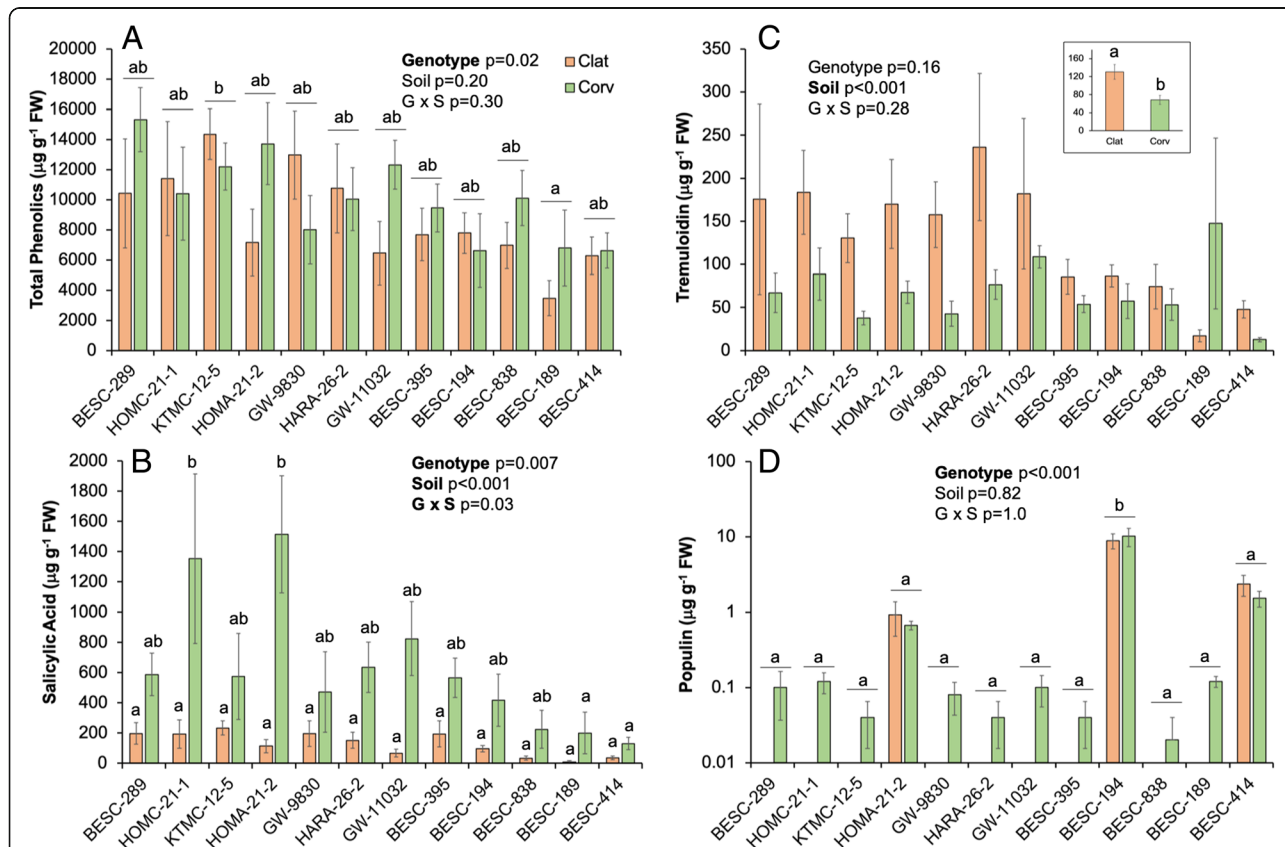 A
Genotype p=0.02
Soil p=0.20
G x S p=0.30
Clat
Corv
Total Phenolics (µg g-1 FW)
20000
18000
16000
14000
12000
10000
8000
6000
4000
2000
0
ab
ab
b
ab
ab
ab
ab
ab
ab
ab
a
ab
BESC-289
HOMC-21-1
KTMC-12-5
HOMA-21-2
GW-9830
HARA-26-2
GW-11032
BESC-395
BESC-194
BESC-838
BESC-189
BESC-414
C
Genotype p=0.16
Soil p<0.001
G x S p=0.28
Tremuloidin (µg g-1 FW)
350
300
250
200
150
100
50
0
160
120
80
40
0
a
b
Clat
Corv
BESC-289
HOMC-21-1
KTMC-12-5
HOMA-21-2
GW-9830
HARA-26-2
GW-11032
BESC-395
BESC-194
BESC-838
BESC-189
BESC-414
B
Genotype p=0.007
Soil p<0.001
G x S p=0.03
Salicylic Acid (µg g-1 FW)
2000
1800
1600
1400
1200
1000
800
600
400
200
0
a
ab
a
b
a
ab
a
b
a
ab
a
ab
a
ab
a
ab
a
ab
a
ab
a
a
a
a
BESC-289
HOMC-21-1
KTMC-12-5
HOMA-21-2
GW-9830
HARA-26-2
GW-11032
BESC-395
BESC-194
BESC-838
BESC-189
BESC-414
D
Genotype p<0.001
Soil p=0.82
G x S p=1.0
Populin (µg g-1 FW)
100
10
1
0.1
0.01
a
a
a
a
a
a
a
a
b
a
a
a
BESC-289
HOMC-21-1
KTMC-12-5
HOMA-21-2
GW-9830
HARA-26-2
GW-11032
BESC-395
BESC-194
BESC-838
BESC-189
BESC-414